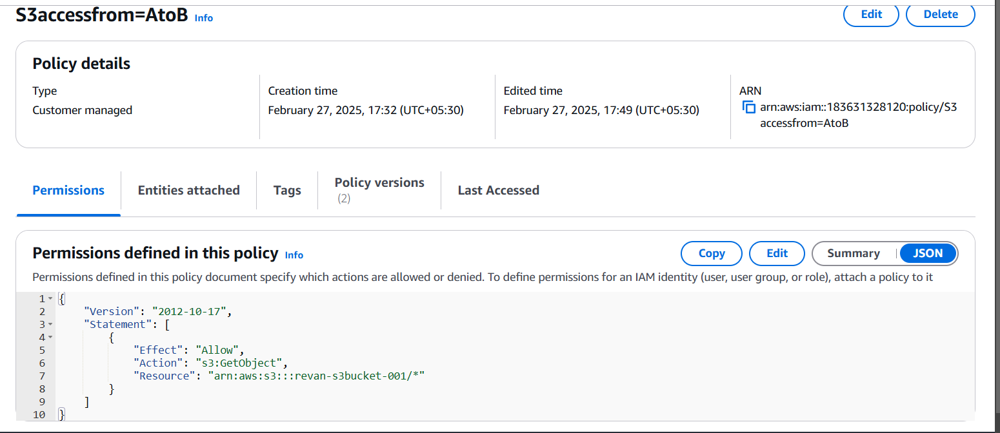 S3accessfrom=AtoB Info
Edit
Delete
Policy details
Type
Customer managed
Creation time
February 27, 2025, 17:32 (UTC+05:30)
Edited time
February 27, 2025, 17:49 (UTC+05:30)
ARN
arn:aws:iam::183631328120:policy/S3
accessfrom=AtoB
Permissions
Entities attached
Tags
Policy versions
(2)
Last Accessed
Permissions defined in this policy Info
Copy
Edit
Summary
JSON
Permissions defined in this policy document specify which actions are allowed or denied. To define permissions for an IAM identity (user, user group, or role), attach a policy to it
1 {
2 "Version": "2012-10-17",
3 "Statement": [
4 {
5 "Effect": "Allow",
6 "Action": "s3:GetObject",
7 "Resource": "arn:aws:s3:::revan-s3bucket-001/*"
8 }
9 ]
10 }